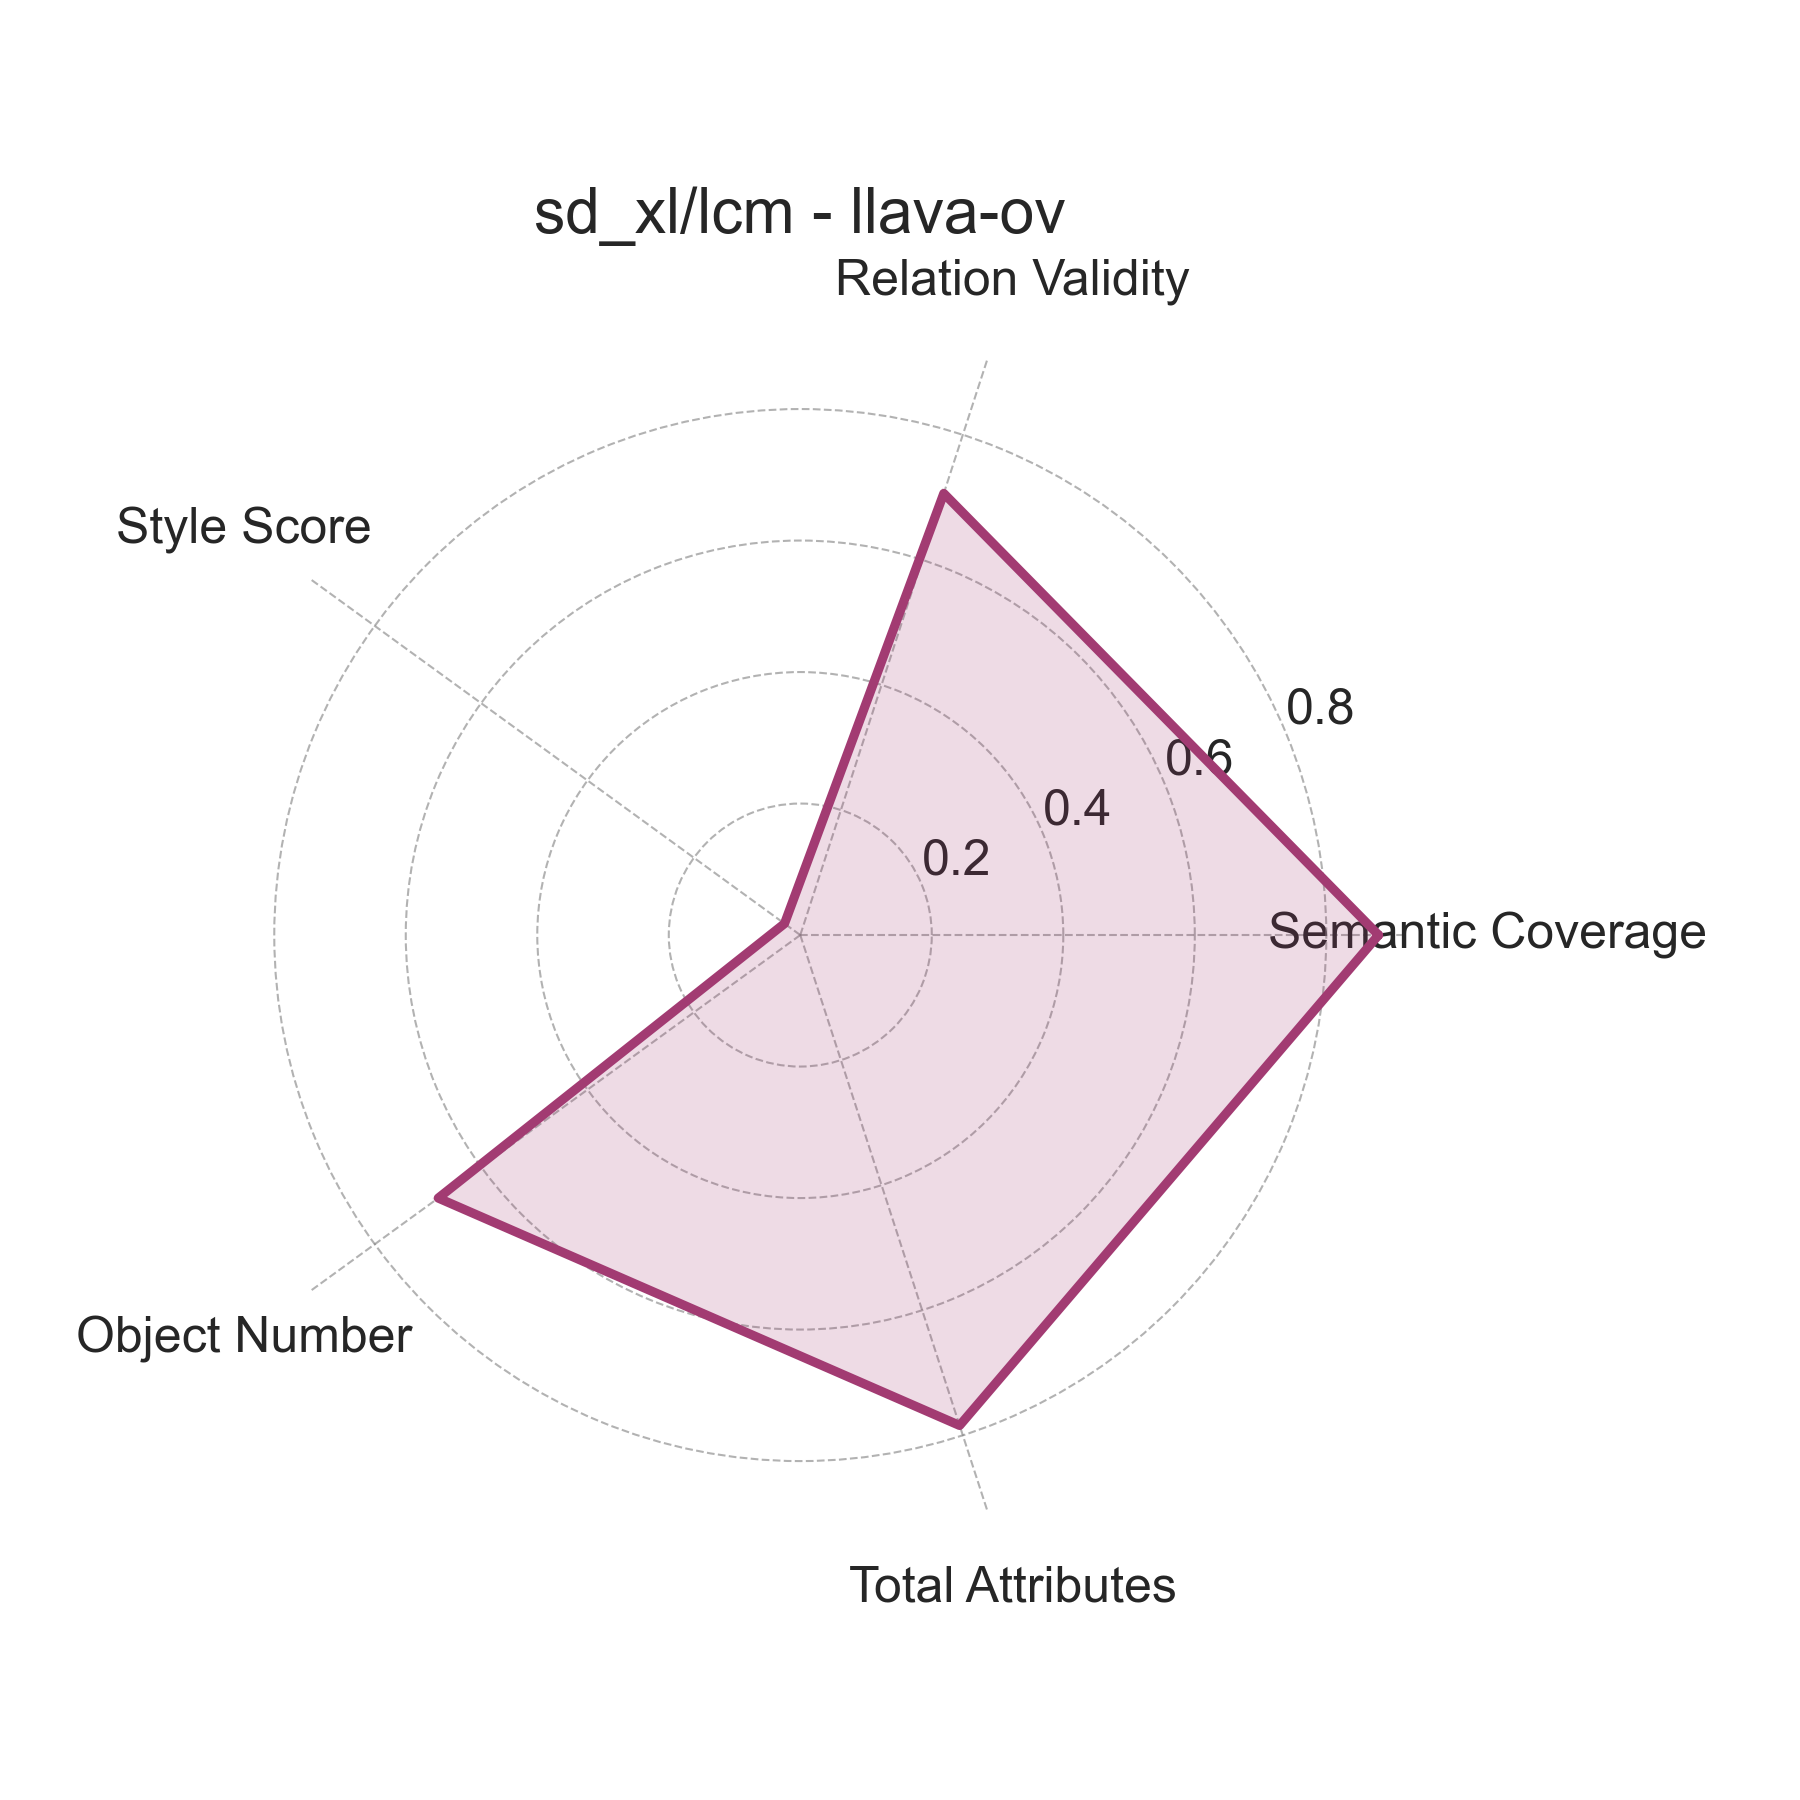 sd_xl/lcm - llava-ov
Relation Validity
Style Score
0.8
0.6
0.4
0.2
Semantic Coverage
Object Number
Total Attributes